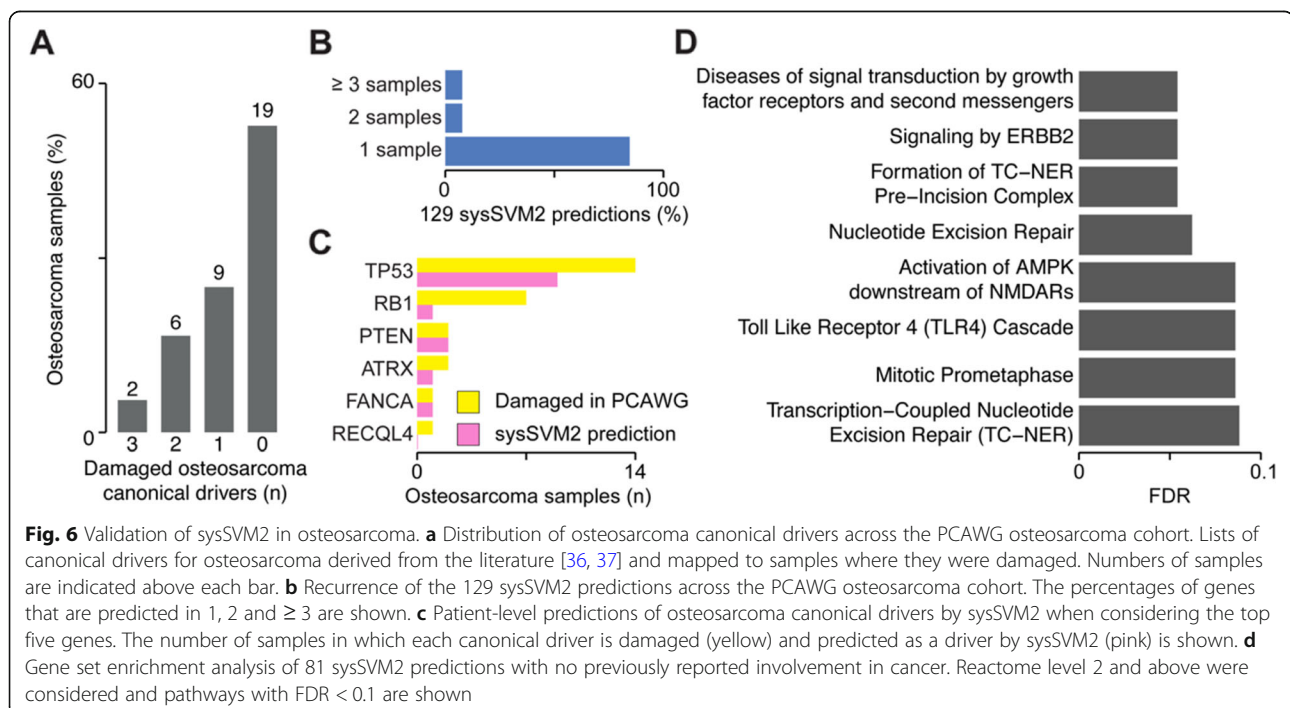 A
60
Osteosarcoma samples (%)
0
2
6
9
19
3 2 1 0
Damaged osteosarcoma
canonical drivers (n)
B
≥ 3 samples
2 samples
1 sample
0 100
129 sysSVM2 predictions (%)
C
TP53
RB1
PTEN
ATRX
FANCA
RECQL4
Damaged in PCAWG
sysSVM2 prediction
0 14
Osteosarcoma samples (n)
D
Diseases of signal transduction by growth
factor receptors and second messengers
Signaling by ERBB2
Formation of TC−NER
Pre−Incision Complex
Nucleotide Excision Repair
Activation of AMPK
downstream of NMDARs
Toll Like Receptor 4 (TLR4) Cascade
Mitotic Prometaphase
Transcription−Coupled Nucleotide
Excision Repair (TC−NER)
0 0.1
FDR
Fig. 6 Validation of sysSVM2 in osteosarcoma. a Distribution of osteosarcoma canonical drivers across the PCAWG osteosarcoma cohort. Lists of
canonical drivers for osteosarcoma derived from the literature [36, 37] and mapped to samples where they were damaged. Numbers of samples
are indicated above each bar. b Recurrence of the 129 sysSVM2 predictions across the PCAWG osteosarcoma cohort. The percentages of genes
that are predicted in 1, 2 and ≥ 3 are shown. c Patient-level predictions of osteosarcoma canonical drivers by sysSVM2 when considering the top
five genes. The number of samples in which each canonical driver is damaged (yellow) and predicted as a driver by sysSVM2 (pink) is shown. d
Gene set enrichment analysis of 81 sysSVM2 predictions with no previously reported involvement in cancer. Reactome level 2 and above were
considered and pathways with FDR < 0.1 are shown